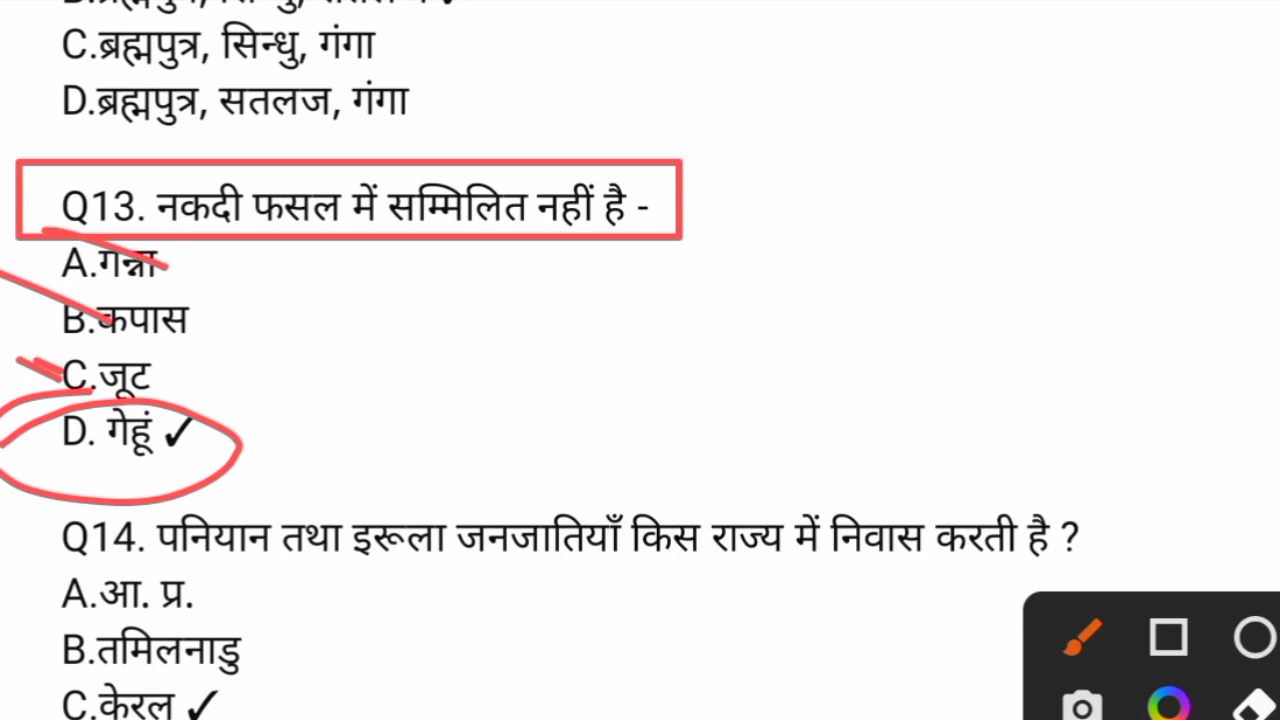 C.ब्रह्मपुत्र, सिन्धु, गंगा
D.ब्रह्मपुत्र, सतलज, गंगा
Q13. नकदी फसल में सम्मिलित नहीं है -
A.गन्ना
B.कपास
C.जूट
D. गेहूं ✓
Q14. पनियान तथा इरूला जनजातियाँ किस राज्य में निवास करती है ?
A.आ. प्र.
B.तमिलनाडु
C.केरल ✓